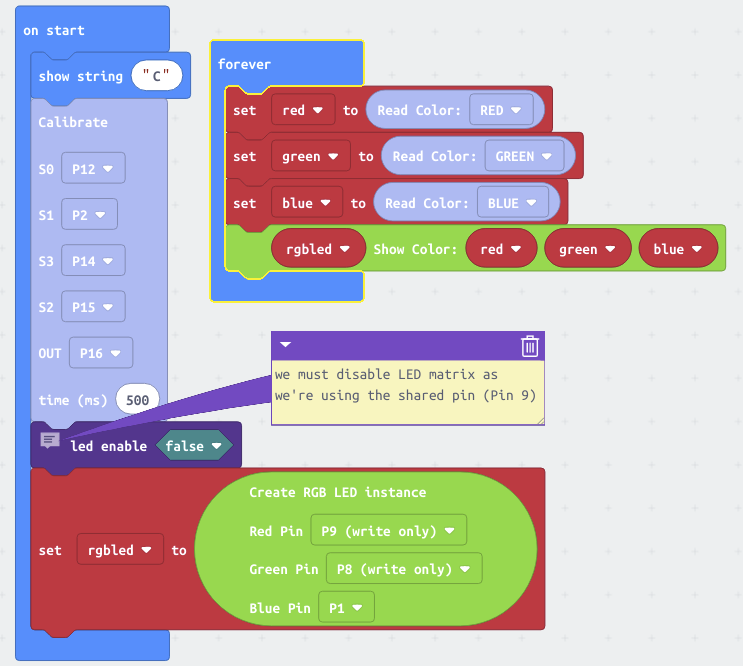 on start
show string "C"
Calibrate
S0 P12
S1 P2
S3 P14
S2 P15
OUT P16
time (ms) 500
led enable false
set rgbled to
Create RGB LED instance
Red Pin P9 (write only)
Green Pin P8 (write only)
Blue Pin P1
forever
set red to Read Color: RED
set green to Read Color: GREEN
set blue to Read Color: BLUE
rgbled Show Color: red green blue
we must disable LED matrix as
we're using the shared pin (Pin 9)